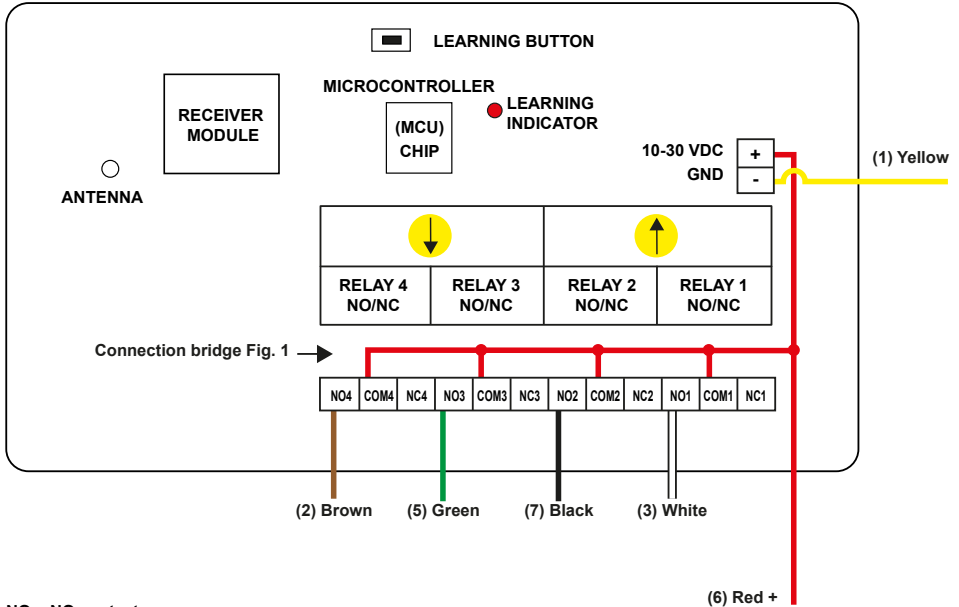 LEARNING BUTTON
MICROCONTROLLER
LEARNING
INDICATOR
RECEIVER
MODULE
(MCU)
CHIP
10-30 VDC
+
(1) Yellow
GND
-
ANTENNA
RELAY 4
NO/NC
RELAY 3
NO/NC
RELAY 2
NO/NC
RELAY 1
NO/NC
Connection bridge Fig. 1
NO4 COM4 NC4 NO3 COM3 NC3 NO2 COM2 NC2 NO1 COM1 NC1
(2) Brown
(5) Green
(7) Black
(3) White
(6) Red +